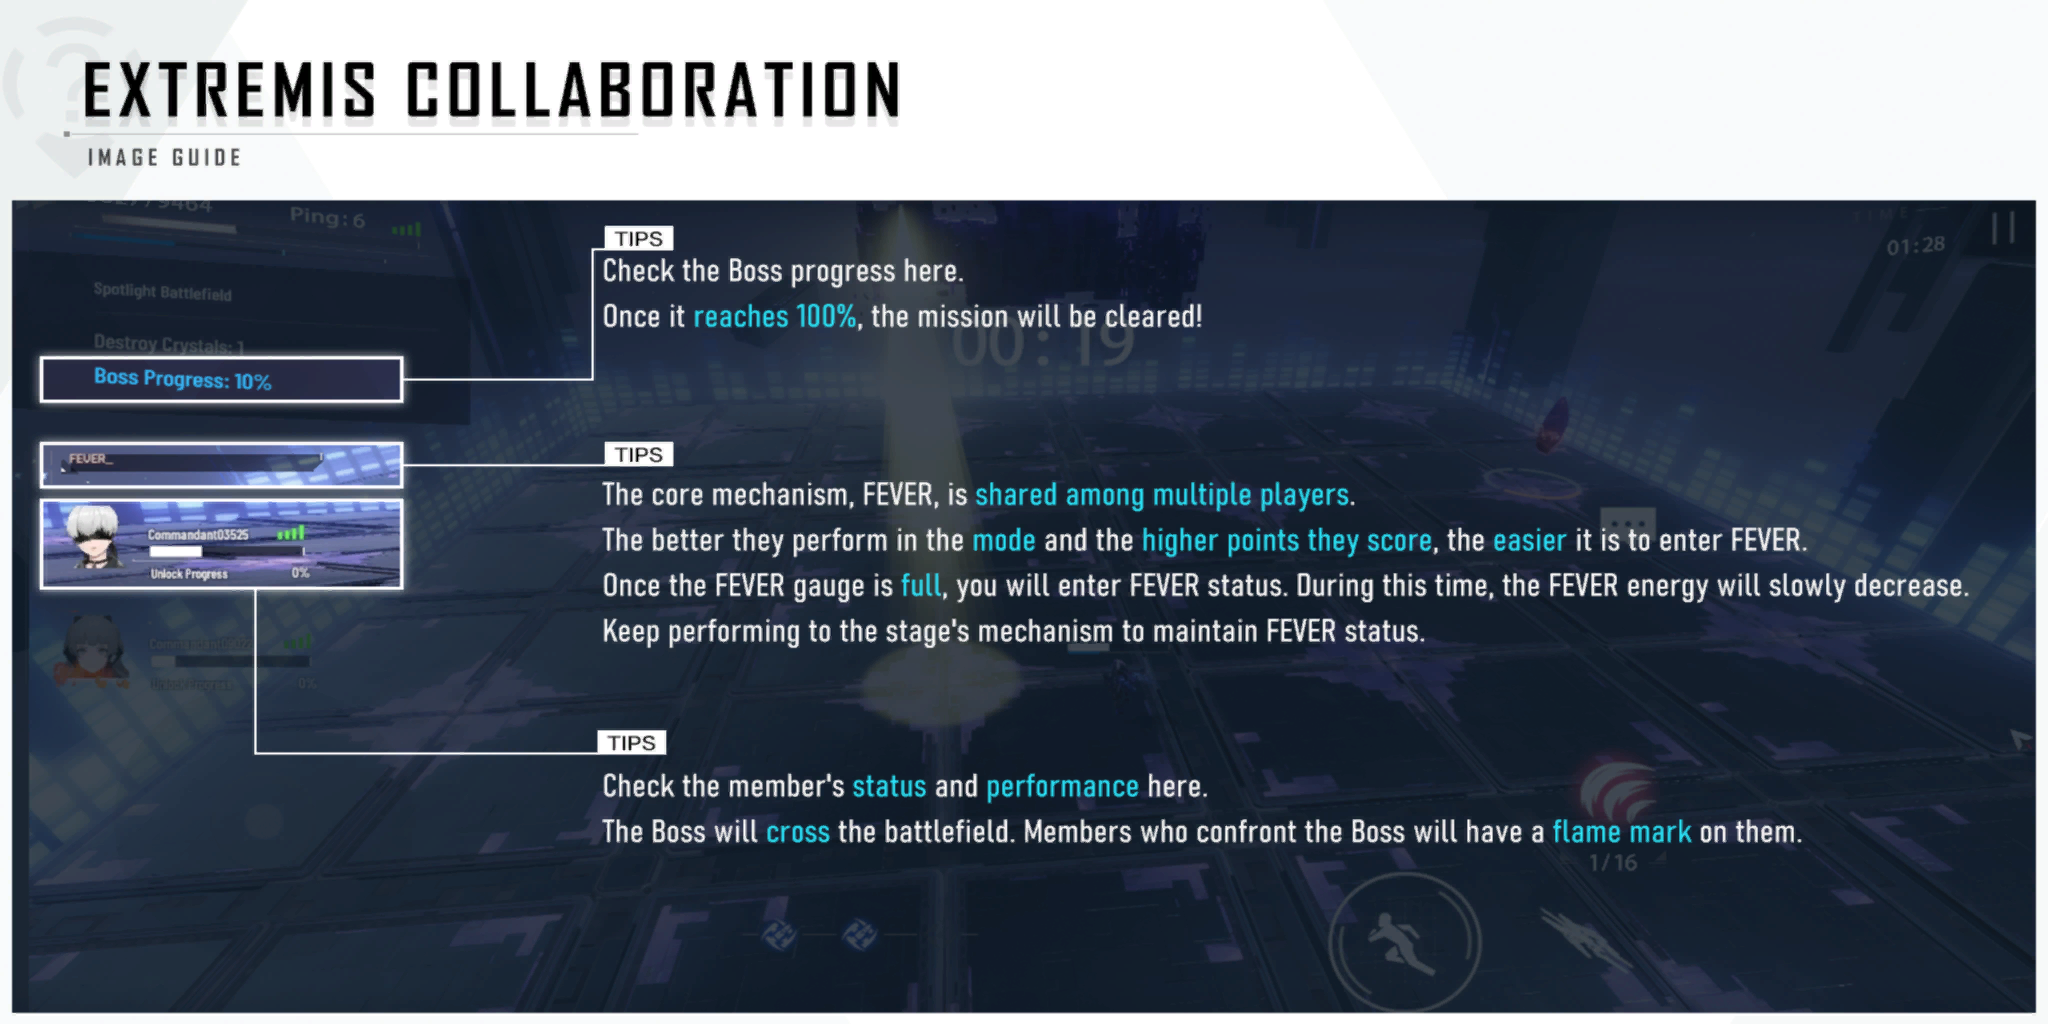 EXTREMIS COLLABORATION
IMAGE GUIDE
Ping: 6
TIME
01:28
Spotlight Battlefield
Destroy Crystals: 1
Boss Progress: 10%
TIPS
Check the Boss progress here.
Once it reaches 100%, the mission will be cleared!
00:19
FEVER_
TIPS
The core mechanism, FEVER, is shared among multiple players.
The better they perform in the mode and the higher points they score, the easier it is to enter FEVER.
Once the FEVER gauge is full, you will enter FEVER status. During this time, the FEVER energy will slowly decrease.
Keep performing to the stage's mechanism to maintain FEVER status.
Commandant03525
Unlock Progress 0%
Unlock Progress 0%
TIPS
Check the member's status and performance here.
The Boss will cross the battlefield. Members who confront the Boss will have a flame mark on them.
1/16